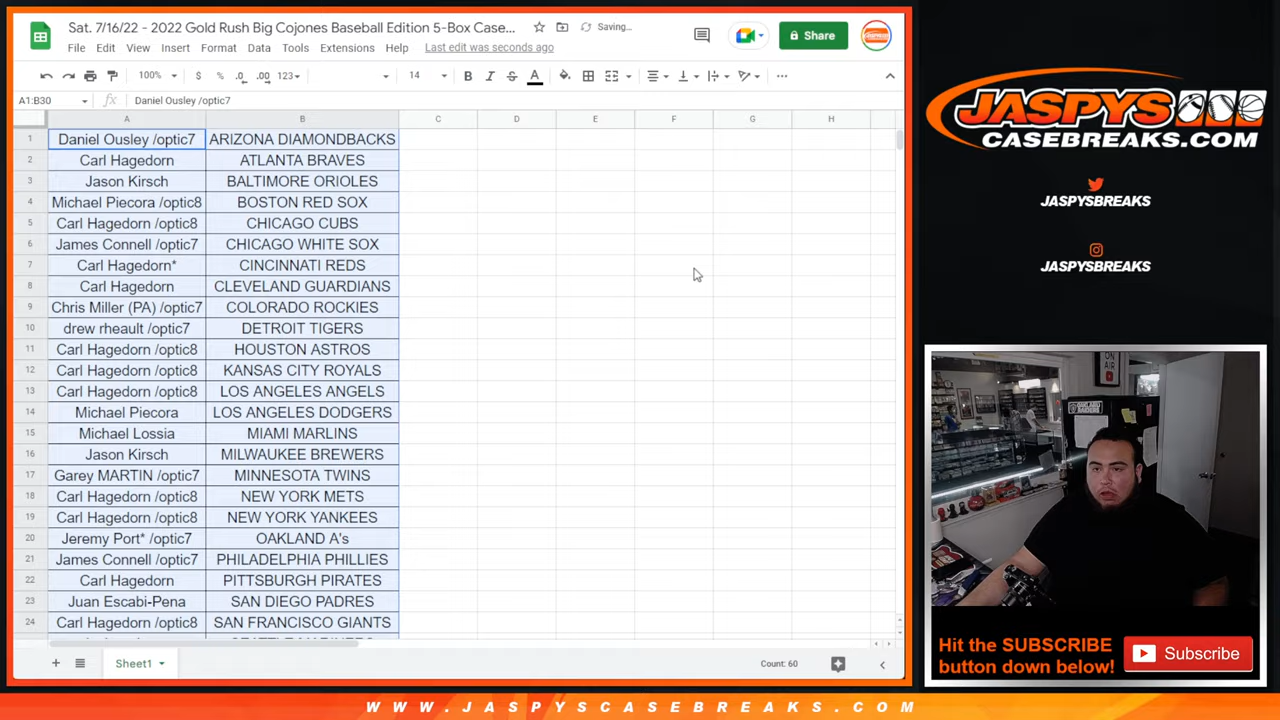 Sat. 7/16/22 - 2022 Gold Rush Big Cojones Baseball Edition 5-Box Case...
Saving...
File Edit View Insert Format Data Tools Extensions Help Last edit was seconds ago
Share
100% $ % .0 .00 123 14 B I S A
A1:B30 fx Daniel Ousley /optic7
A B C D E F G H
1 Daniel Ousley /optic7 ARIZONA DIAMONDBACKS
2 Carl Hagedorn ATLANTA BRAVES
3 Jason Kirsch BALTIMORE ORIOLES
4 Michael Piecora /optic8 BOSTON RED SOX
5 Carl Hagedorn /optic8 CHICAGO CUBS
6 James Connell /optic7 CHICAGO WHITE SOX
7 Carl Hagedorn* CINCINNATI REDS
8 Carl Hagedorn CLEVELAND GUARDIANS
9 Chris Miller (PA) /optic7 COLORADO ROCKIES
10 drew rheault /optic7 DETROIT TIGERS
11 Carl Hagedorn /optic8 HOUSTON ASTROS
12 Carl Hagedorn /optic8 KANSAS CITY ROYALS
13 Carl Hagedorn /optic8 LOS ANGELES ANGELS
14 Michael Piecora LOS ANGELES DODGERS
15 Michael Lossia MIAMI MARLINS
16 Jason Kirsch MILWAUKEE BREWERS
17 Garey MARTIN /optic7 MINNESOTA TWINS
18 Carl Hagedorn /optic8 NEW YORK METS
19 Carl Hagedorn /optic8 NEW YORK YANKEES
20 Jeremy Port* /optic7 OAKLAND A's
21 James Connell /optic7 PHILADELPHIA PHILLIES
22 Carl Hagedorn PITTSBURGH PIRATES
23 Juan Escabi-Pena SAN DIEGO PADRES
24 Carl Hagedorn /optic8 SAN FRANCISCO GIANTS
Sheet1
Count: 60
JASPYS
CASEBREAKS.COM
JASPYSBREAKS
JASPYSBREAKS
ON AIR
Hit the SUBSCRIBE
button down below!
Subscribe
WWW.JASPYSCASEBREAKS.COM